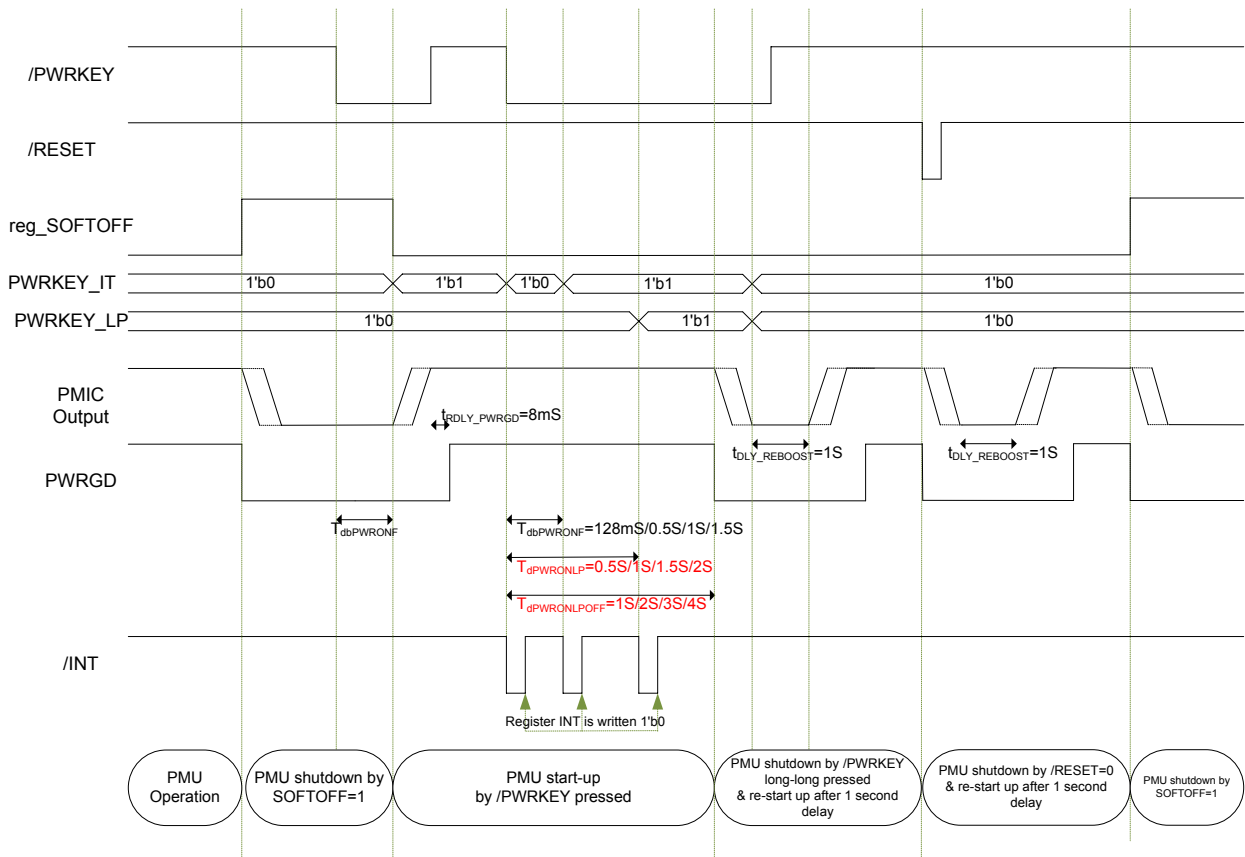 /PWRKEY
/RESET
reg_SOFTOFF
PWRKEY_IT
1'b0
1'b1
1'b0
1'b1
1'b0
PWRKEY_LP
1'b0
1'b1
1'b0
PMIC
Output
tRDLY_PWRGD=8mS
tDLY_REBOOST=1S
tDLY_REBOOST=1S
PWRGD
TdbPWRONF
TdbPWRONF=128mS/0.5S/1S/1.5S
TdPWRONLP=0.5S/1S/1.5S/2S
TdPWRONLPOFF=1S/2S/3S/4S
/INT
Register INT is written 1'b0
PMU
Operation
PMU shutdown by
SOFTOFF=1
PMU start-up
by /PWRKEY pressed
PMU shutdown by /PWRKEY
long-long pressed
& re-start up after 1 second
delay
PMU shutdown by /RESET=0
& re-start up after 1 second
delay
PMU shutdown by
SOFTOFF=1